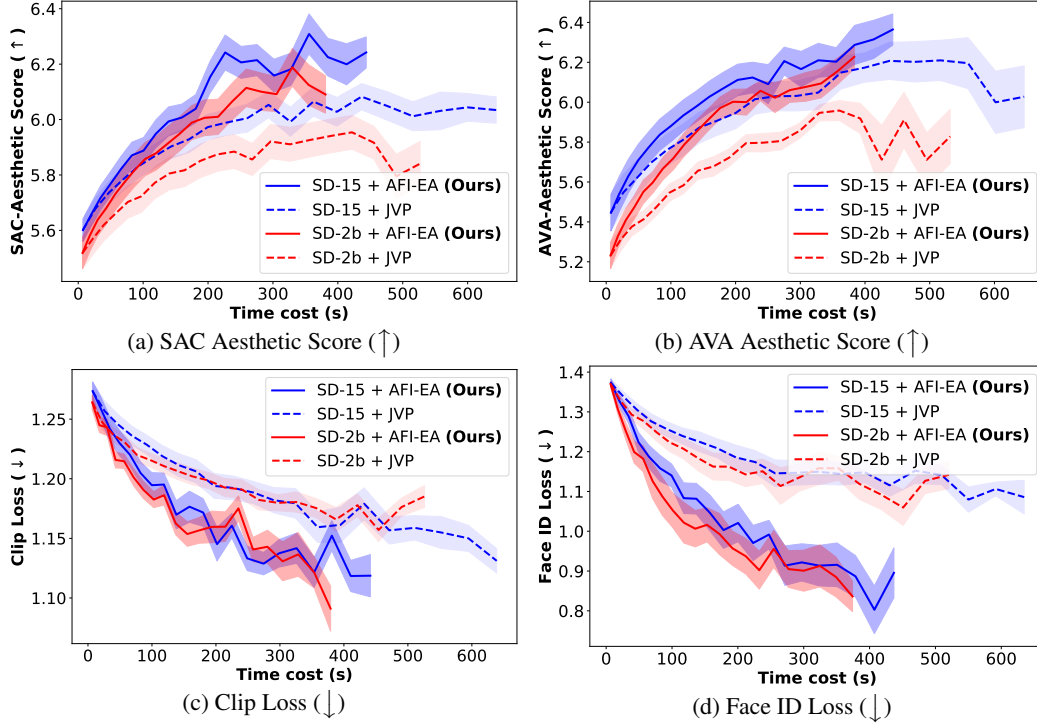 6.4
6.2
6.0
5.8
5.6
SAC-Aesthetic Score (↑)
SD-15 + AFI-EA (Ours)
SD-15 + JVP
SD-2b + AFI-EA (Ours)
SD-2b + JVP
0 100 200 300 400 500 600
Time cost (s)
(a) SAC Aesthetic Score (↑)
6.4
6.2
6.0
5.8
5.6
5.4
5.2
AVA-Aesthetic Score (↑)
SD-15 + AFI-EA (Ours)
SD-15 + JVP
SD-2b + AFI-EA (Ours)
SD-2b + JVP
0 100 200 300 400 500 600
Time cost (s)
(b) AVA Aesthetic Score (↑)
1.25
1.20
1.15
1.10
Clip Loss (↓)
SD-15 + AFI-EA (Ours)
SD-15 + JVP
SD-2b + AFI-EA (Ours)
SD-2b + JVP
0 100 200 300 400 500 600
Time cost (s)
(c) Clip Loss (↓)
1.4
1.3
1.2
1.1
1.0
0.9
0.8
Face ID Loss (↓)
SD-15 + AFI-EA (Ours)
SD-15 + JVP
SD-2b + AFI-EA (Ours)
SD-2b + JVP
0 100 200 300 400 500 600
Time cost (s)
(d) Face ID Loss (↓)